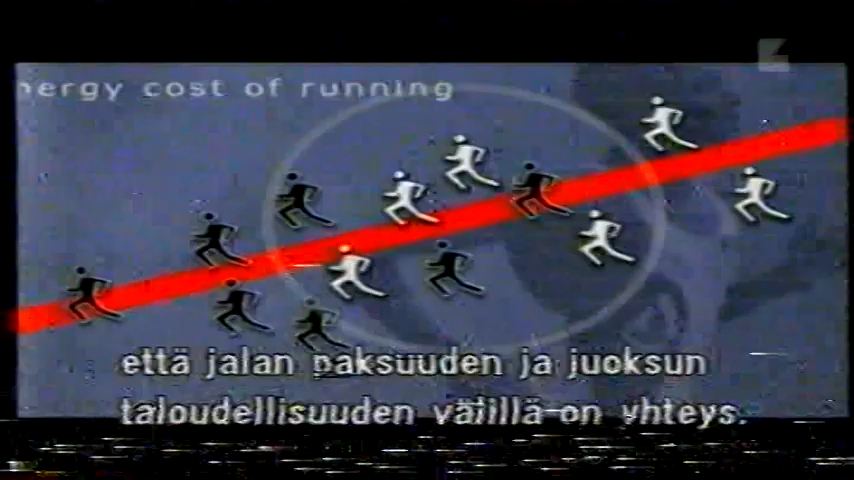 nergy cost of running
että jalan paksuuden ja juoksun
taloudellisuuden välillä on yhteys.